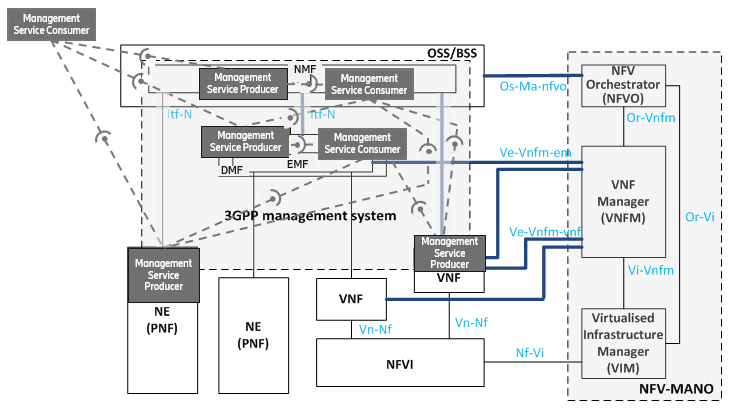 Management
Service Consumer
OSS/BSS
NMF
Management
Service Producer
Management
Service Consumer
Os-Ma-nfvo
NFV
Orchestrator
(NFVO)
Itf-N
Itf-N
Or-Vnfm
Management
Service Producer
Management
Service Consumer
EMF
DMF
Ve-Vnfm-em
VNF
Manager
(VNFM)
3GPP management system
Or-Vi
Ve-Vnfm-vnf
Management
Service
Producer
Management
Service
Producer
VNF
Vi-Vnfm
NE
(PNF)
NE
(PNF)
VNF
Vn-Nf
Vn-Nf
Virtualised
Infrastructure
Manager
(VIM)
NFVI
Nf-Vi
NFV-MANO